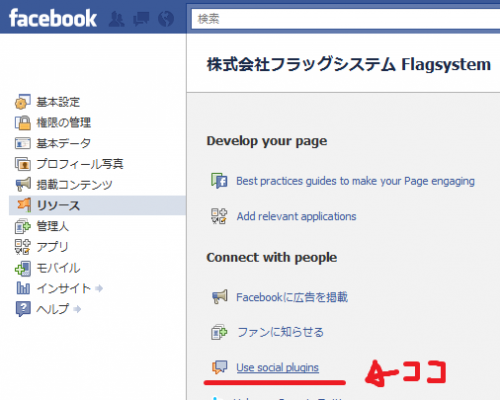 facebook
検索
株式会社フラッグシステム Flagsystem
基本設定
権限の管理
基本データ
プロフィール写真
掲載コンテンツ
リソース
管理人
アプリ
モバイル
インサイト
ヘルプ
Develop your page
Best practices guides to make your Page engaging
Add relevant applications
Connect with people
Facebookに広告を掲載
ファンに知らせる
Use social plugins
ココ